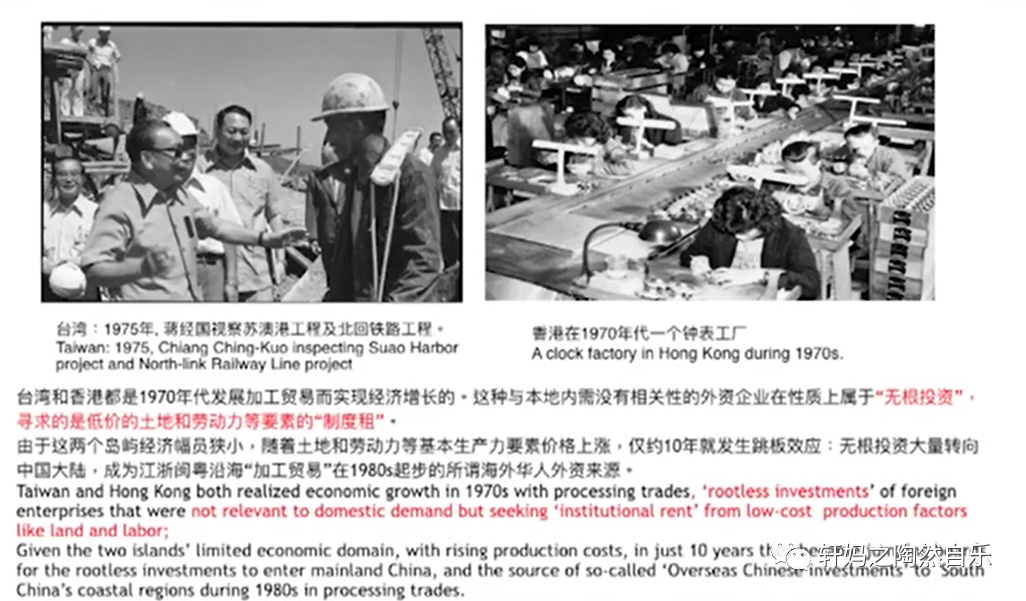 台湾：1975年, 蒋经国视察苏澳港工程及北回铁路工程。
Taiwan: 1975, Chiang Ching-Kuo inspecting Suao Harbor
project and North-link Railway Line project
香港在1970年代一个钟表工厂
A clock factory in Hong Kong during 1970s.
台湾和香港都是1970年代发展加工贸易而实现经济增长的。这种与本地内需没有相关性的外资企业在性质上属于“无根投资”，
寻求的是低价的土地和劳动力等要素的“制度租”。
由于这两个岛屿经济幅员狭小，随着土地和劳动力等基本生产力要素价格上涨，仅约10年就发生跳板效应：无根投资大量转向
中国大陆，成为江浙闽粤沿海“加工贸易”在1980s起步的所谓海外华人外资来源。
Taiwan and Hong Kong both realized economic growth in 1970s with processing trades, ‘rootless investments’ of foreign
enterprises that were not relevant to domestic demand but seeking ‘institutional rent’ from low-cost production factors
like land and labor;
Given the two islands’ limited economic domain, with rising production costs, in just 10 years
for the rootless investments to enter mainland China, and the source of so-called ‘Overseas Chinese investments’ to South
China’s coastal regions during 1980s in processing trades.
轩妈之陶然自乐